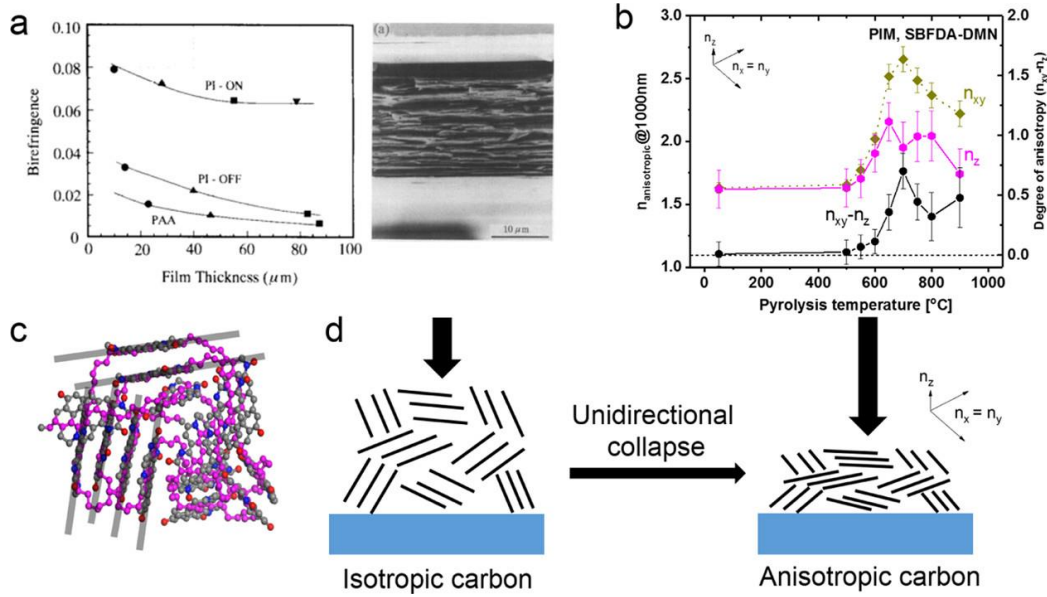 a
Birefringence
0.10
0.08
0.06
0.04
0.02
0.00
0
20
40
60
80
100
PI - ON
PI - OFF
PAA
Film Thickness (μm)
(a)
10 μm
b
n_anisotropic@1000nm
3.0
2.5
2.0
1.5
1.0
0
200
400
600
800
1000
Pyrolysis temperature [°C]
2.0
1.5
1.0
0.5
0.0
Degree of anisotropy (n_xy-n_z)
PIM, SBFDA-DMN
n_z
n_x = n_y
n_xy
n_z
n_xy-n_z
c
d
Unidirectional
collapse
n_z
n_x = n_y
Isotropic carbon
Anisotropic carbon